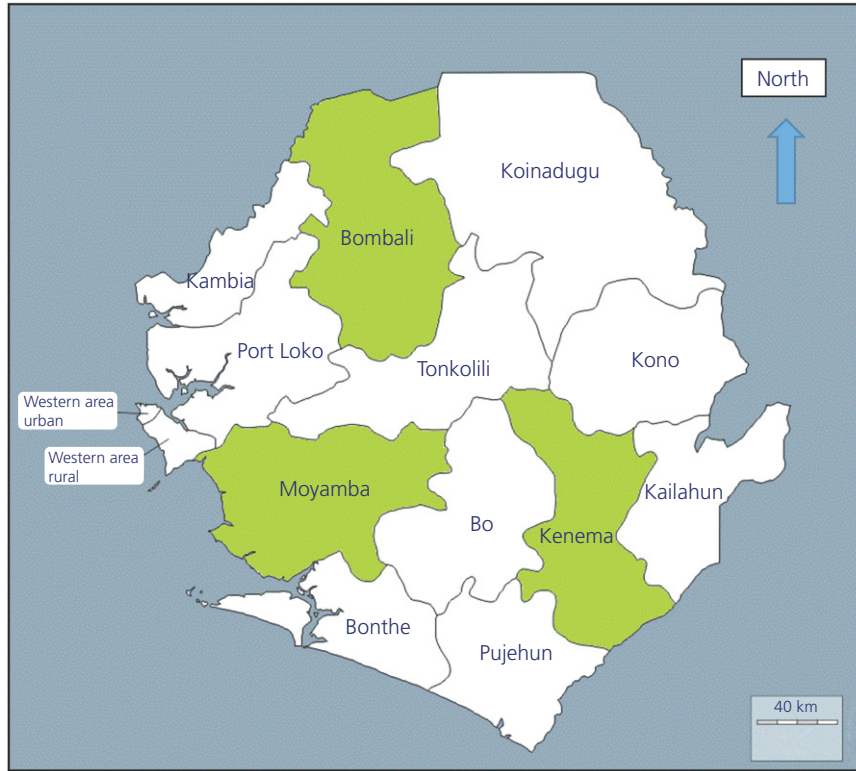 North
Koinadugu
Bombali
Kambia
Port Loko
Kono
Tonkolili
Western area
urban
Western area
rural
Moyamba
Kailahun
Bo
Kenema
Bonthe
Pujehun
40 km